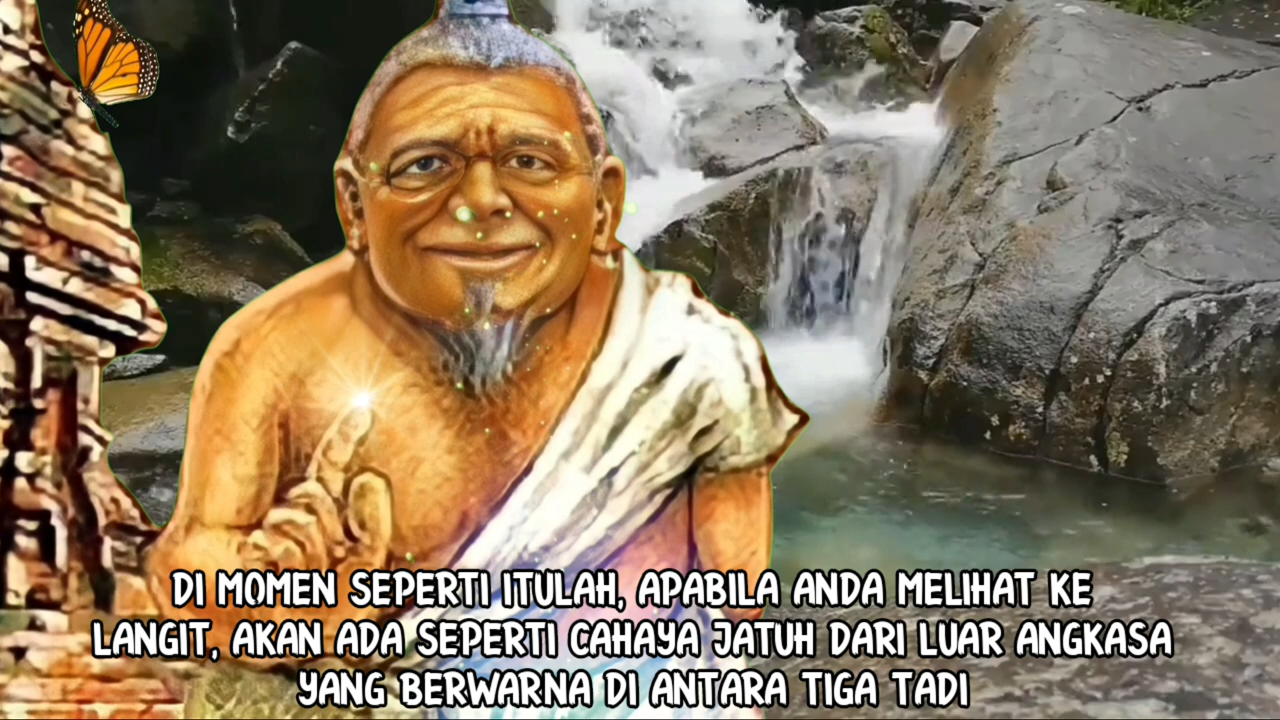 DI MOMEN SEPERTI ITULAH, APABILA ANDA MELIHAT KE
LANGIT, AKAN ADA SEPERTI CAHAYA JATUH DARI LUAR ANGKASA
YANG BERWARNA DI ANTARA TIGA TADI